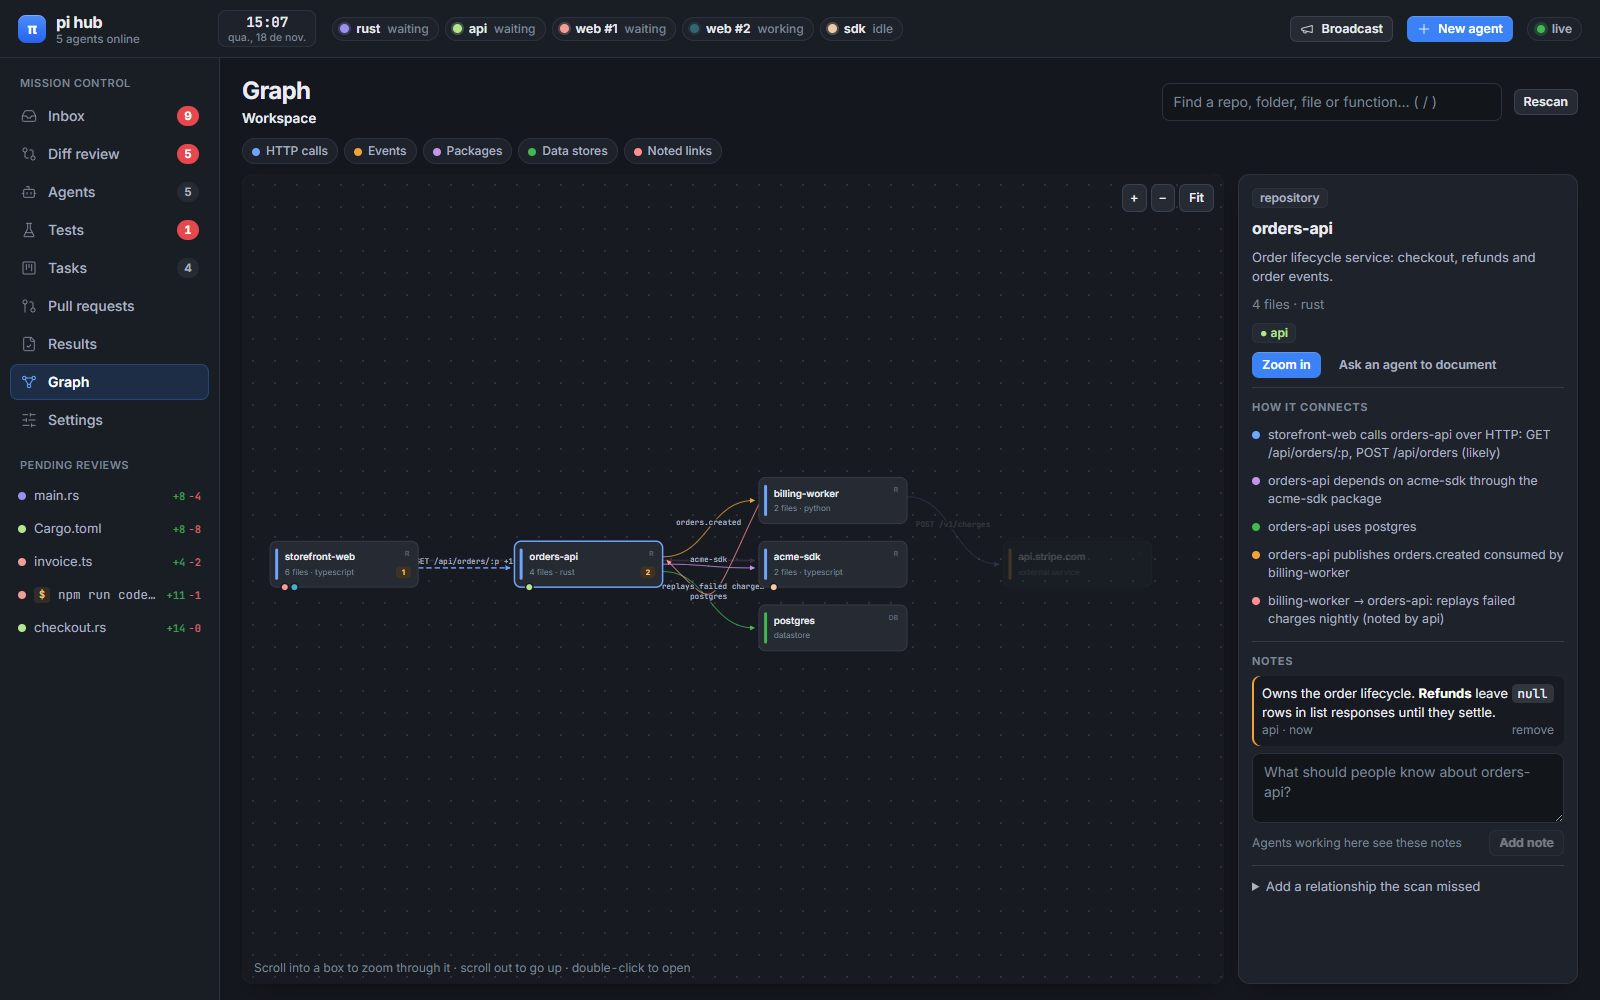 π
pi hub
5 agents online
15:07
qua., 18 de nov.
rust waiting
api waiting
web #1 waiting
web #2 working
sdk idle
Broadcast
+ New agent
live
MISSION CONTROL
Inbox 9
Diff review 5
Agents 5
Tests 1
Tasks 4
Pull requests
Results
Graph
Settings
PENDING REVIEWS
main.rs +8 -4
Cargo.toml +8 -8
invoice.ts +4 -2
$ npm run code… +11 -1
checkout.rs +14 -0
Graph
Workspace
Find a repo, folder, file or function... ( / )
Rescan
HTTP calls
Events
Packages
Data stores
Noted links
+
−
Fit
billing-worker R
2 files · python
orders.created
POST /v1/charges
storefront-web R
6 files · typescript 1
GET /api/orders/:p +1
orders-api R
4 files · rust 2
acme-sdk
acme-sdk R
2 files · typescript
api.stripe.com
external service
replays failed charge…
postgres
postgres DB
datastore
Scroll into a box to zoom through it · scroll out to go up · double-click to open
repository
orders-api
Order lifecycle service: checkout, refunds and
order events.
4 files · rust
api
Zoom in
Ask an agent to document
HOW IT CONNECTS
storefront-web calls orders-api over HTTP: GET
/api/orders/:p, POST /api/orders (likely)
orders-api depends on acme-sdk through the
acme-sdk package
orders-api uses postgres
orders-api publishes orders.created consumed by
billing-worker
billing-worker → orders-api: replays failed
charges nightly (noted by api)
NOTES
Owns the order lifecycle. Refunds leave null
rows in list responses until they settle.
api · now remove
What should people know about orders-
api?
Agents working here see these notes
Add note
Add a relationship the scan missed